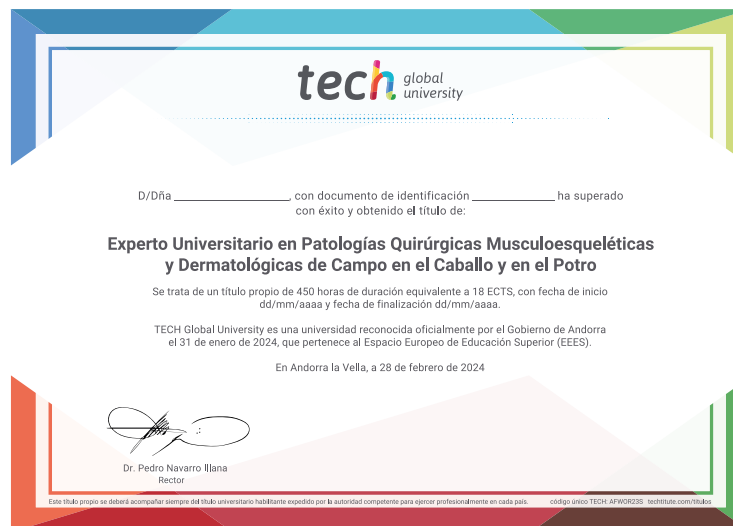 tech global university
D/Dña ______________, con documento de identificación ______________ ha superado
con éxito y obtenido el título de:
Experto Universitario en Patologías Quirúrgicas Musculoesqueléticas
y Dermatológicas de Campo en el Caballo y en el Potro
Se trata de un título propio de 450 horas de duración equivalente a 18 ECTS, con fecha de inicio
dd/mm/aaaa y fecha de finalización dd/mm/aaaa.
TECH Global University es una universidad reconocida oficialmente por el Gobierno de Andorra
el 31 de enero de 2024, que pertenece al Espacio Europeo de Educación Superior (EEES).
En Andorra la Vella, a 28 de febrero de 2024
Dr. Pedro Navarro Illana
Rector
Este título propio se deberá acompañar siempre del título universitario habilitante expedido por la autoridad competente para ejercer profesionalmente en cada país. código único TECH: AFWOR23S techtitute.com/titulos